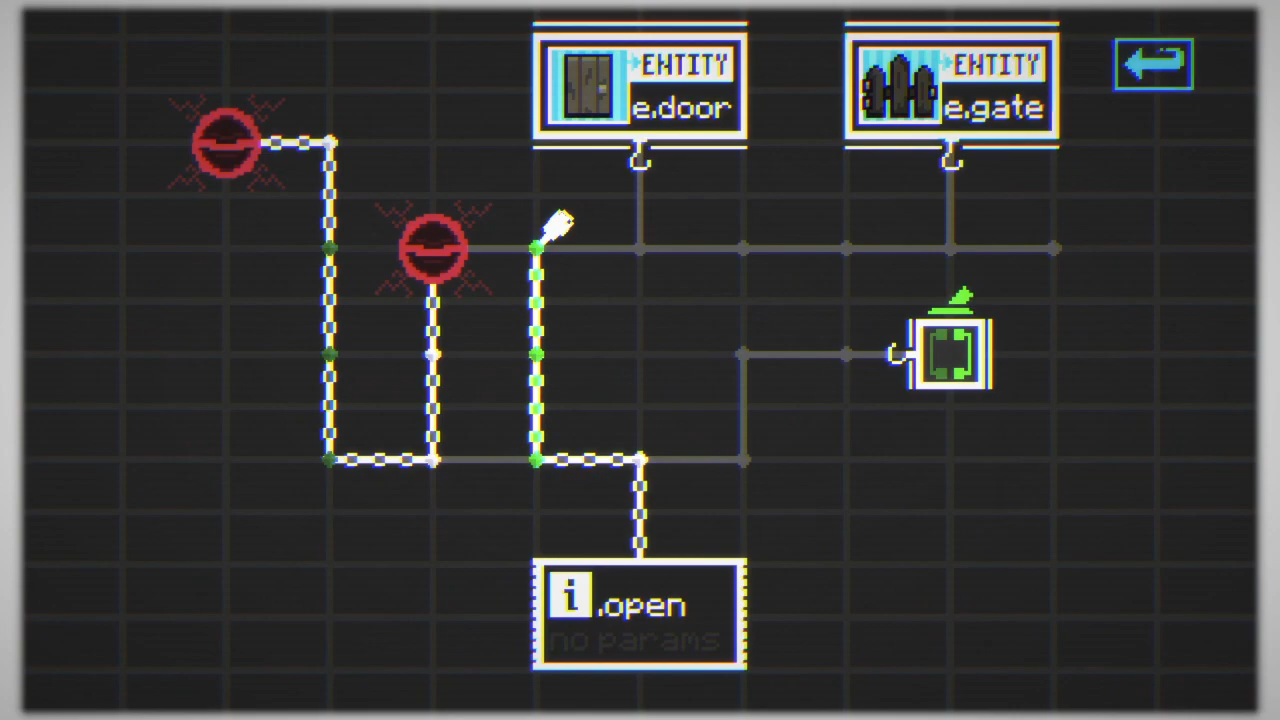 ENTITY
e.door
ENTITY
e.gate
i .open
no params